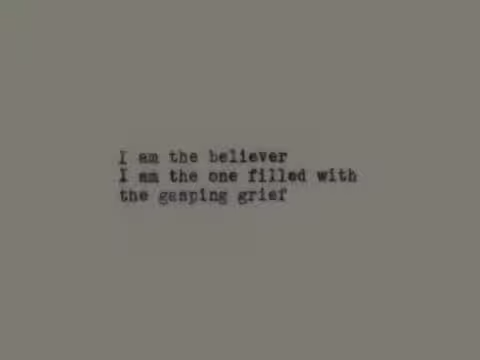 I am the believer
I am the one filled with
the gasping grief